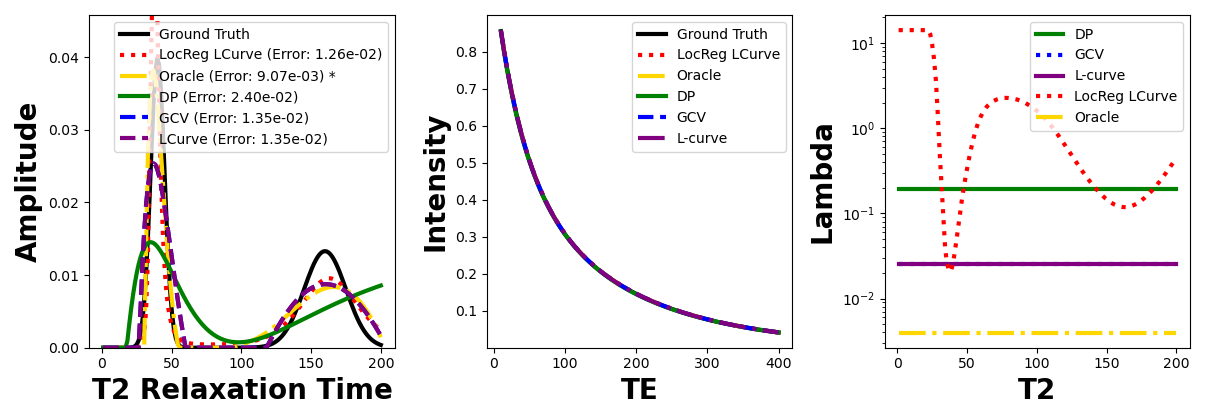 Amplitude
0.04
0.03
0.02
0.01
0.00
0
50
100
150
200
T2 Relaxation Time
Ground Truth
LocReg LCurve (Error: 1.26e-02)
Oracle (Error: 9.07e-03) *
DP (Error: 2.40e-02)
GCV (Error: 1.35e-02)
LCurve (Error: 1.35e-02)
Intensity
0.8
0.7
0.6
0.5
0.4
0.3
0.2
0.1
0
100
200
300
400
TE
Ground Truth
LocReg LCurve
Oracle
DP
GCV
L-curve
Lambda
10¹
10⁰
10⁻¹
10⁻²
0
50
100
150
200
T2
DP
GCV
L-curve
LocReg LCurve
Oracle